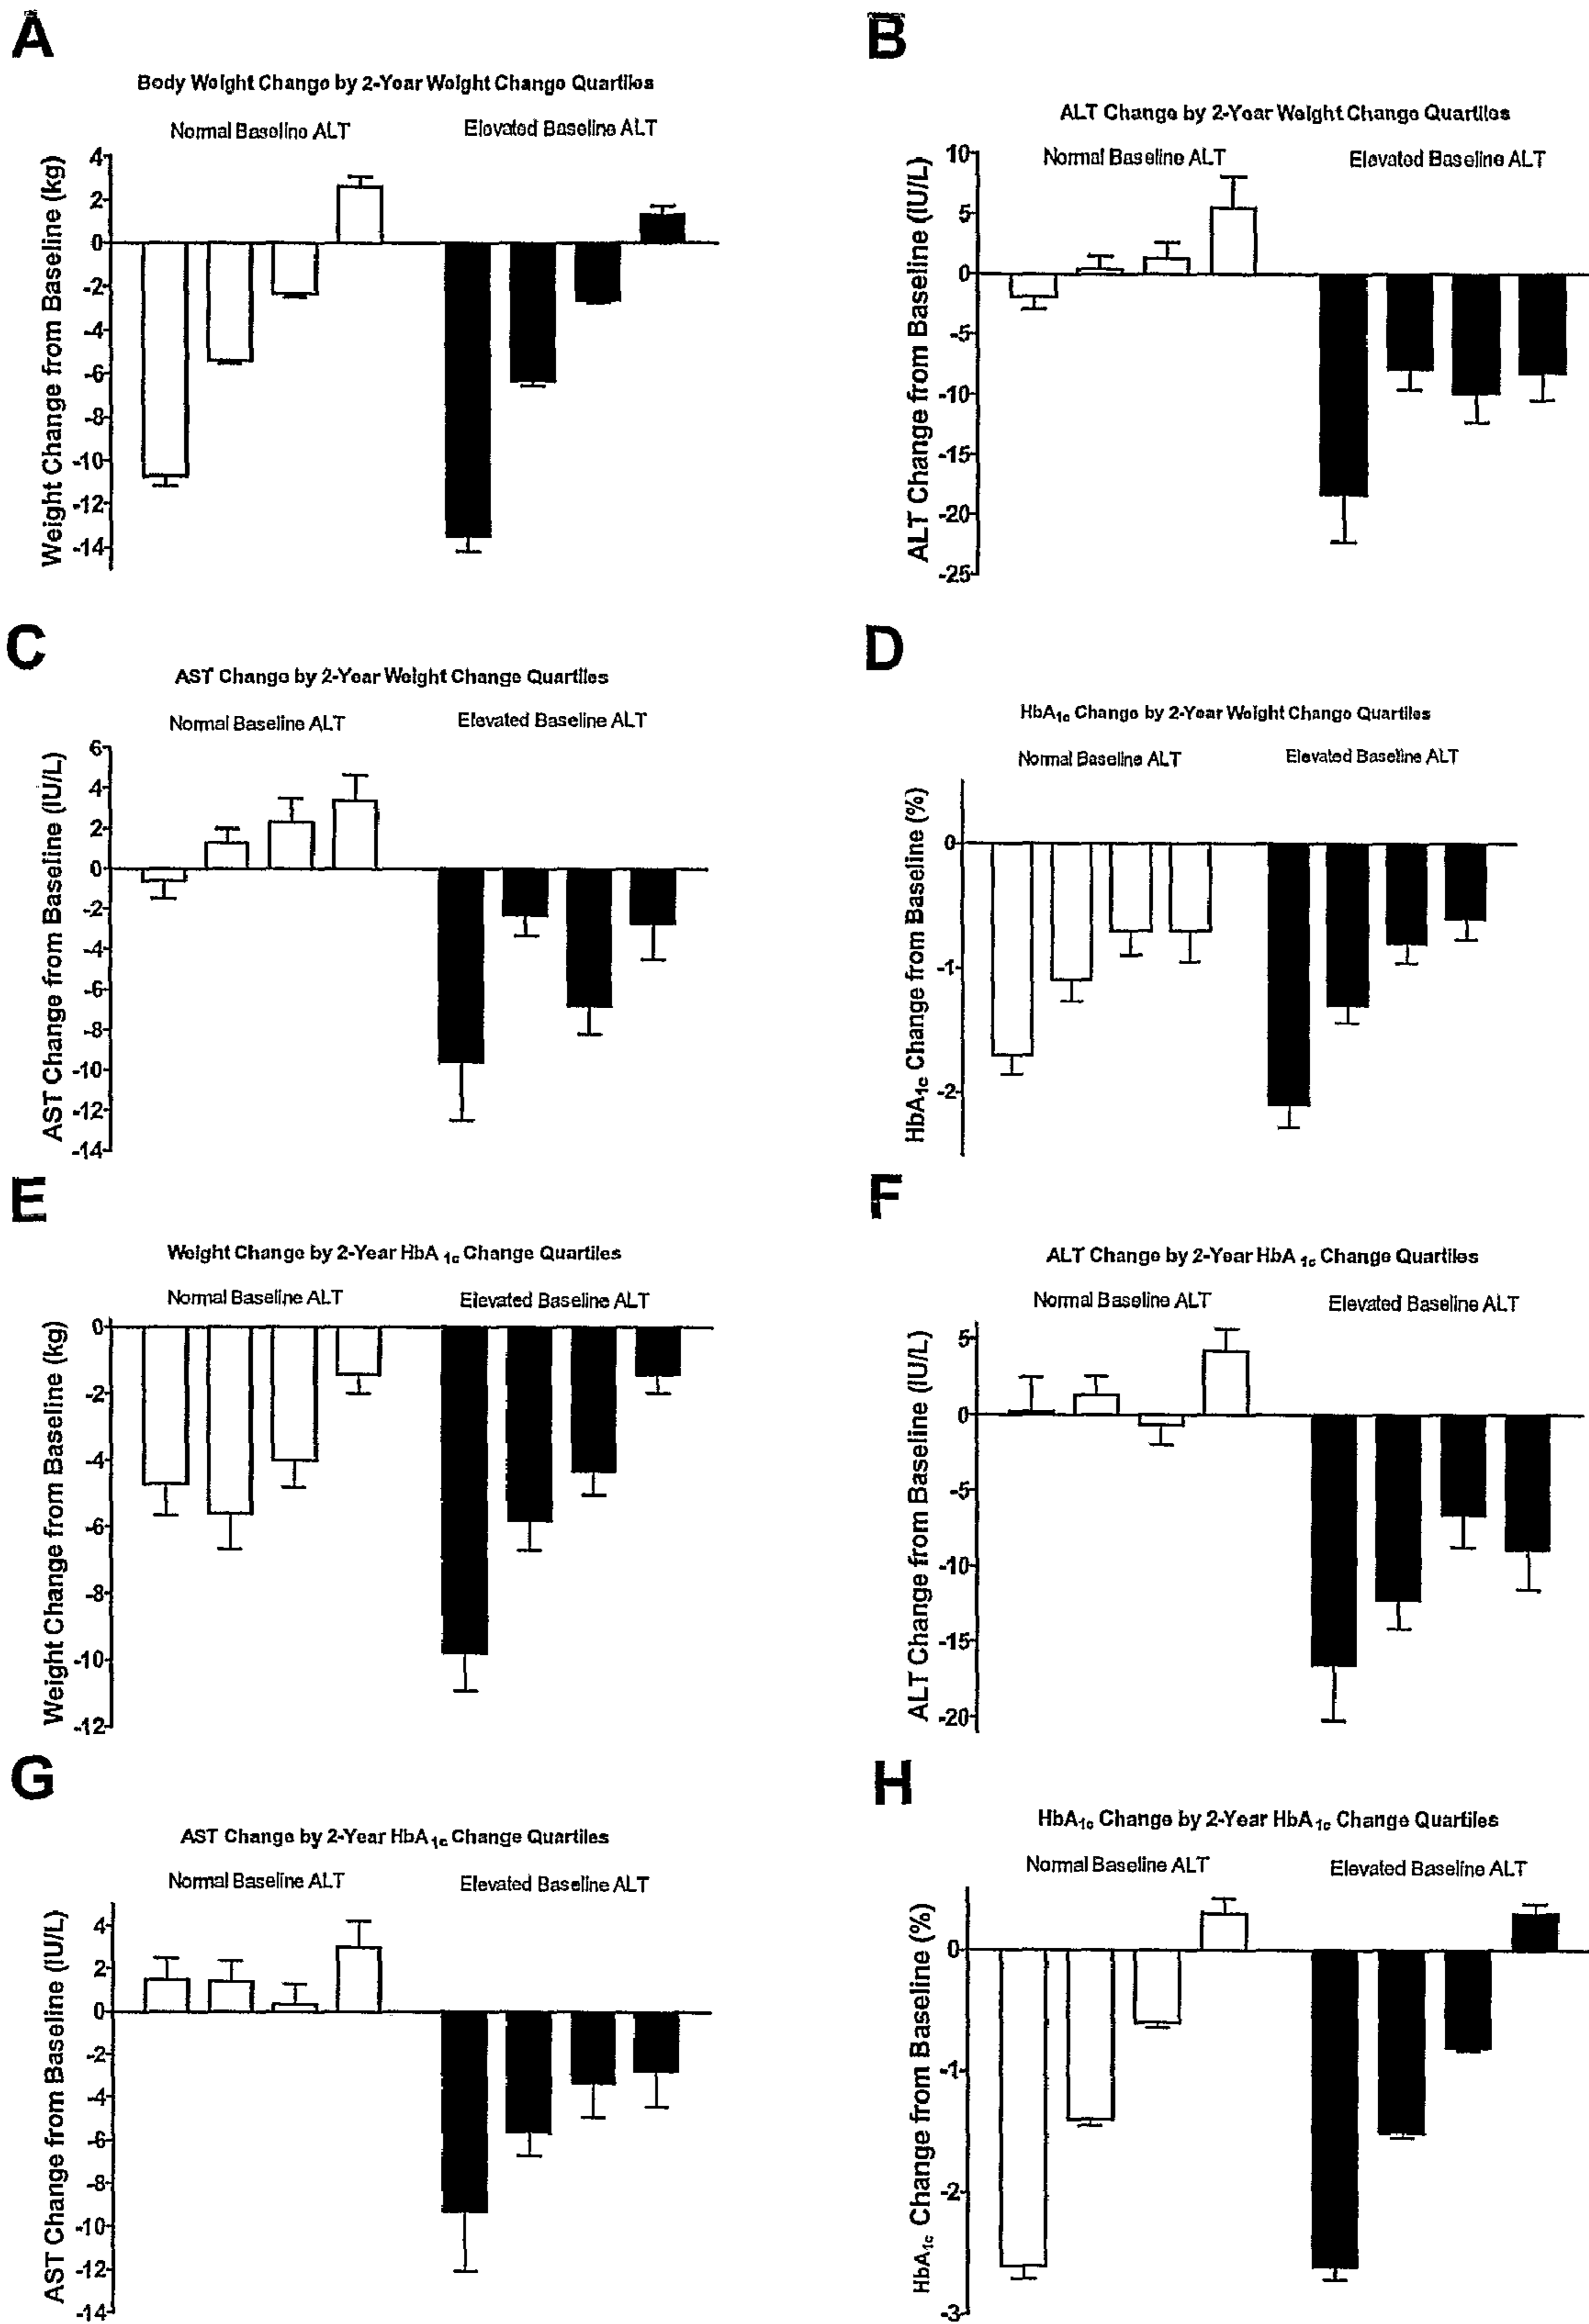 A
Body Weight Change by 2-Year Weight Change Quartiles
Normal Baseline ALT
Elevated Baseline ALT
Weight Change from Baseline (kg)
4
2
0
-2
-4
-6
-8
-10
-12
-14
B
ALT Change by 2-Year Weight Change Quartiles
Normal Baseline ALT
Elevated Baseline ALT
ALT Change from Baseline (IU/L)
10
5
0
-5
-10
-15
-20
-25
C
AST Change by 2-Year Weight Change Quartiles
Normal Baseline ALT
Elevated Baseline ALT
AST Change from Baseline (IU/L)
6
4
2
0
-2
-4
-6
-8
-10
-12
-14
D
HbA1c Change by 2-Year Weight Change Quartiles
Normal Baseline ALT
Elevated Baseline ALT
HbA1c Change from Baseline (%)
0
-1
-2
E
Weight Change by 2-Year HbA 1c Change Quartiles
Normal Baseline ALT
Elevated Baseline ALT
Weight Change from Baseline (kg)
0
-2
-4
-6
-8
-10
-12
F
ALT Change by 2-Year HbA 1c Change Quartiles
Normal Baseline ALT
Elevated Baseline ALT
ALT Change from Baseline (IU/L)
5
0
-5
-10
-15
-20
G
AST Change by 2-Year HbA 1c Change Quartiles
Normal Baseline ALT
Elevated Baseline ALT
AST Change from Baseline (IU/L)
4
2
0
-2
-4
-6
-8
-10
-12
-14
H
HbA1c Change by 2-Year HbA1c Change Quartiles
Normal Baseline ALT
Elevated Baseline ALT
HbA1c Change from Baseline (%)
0
-1
-2
-3